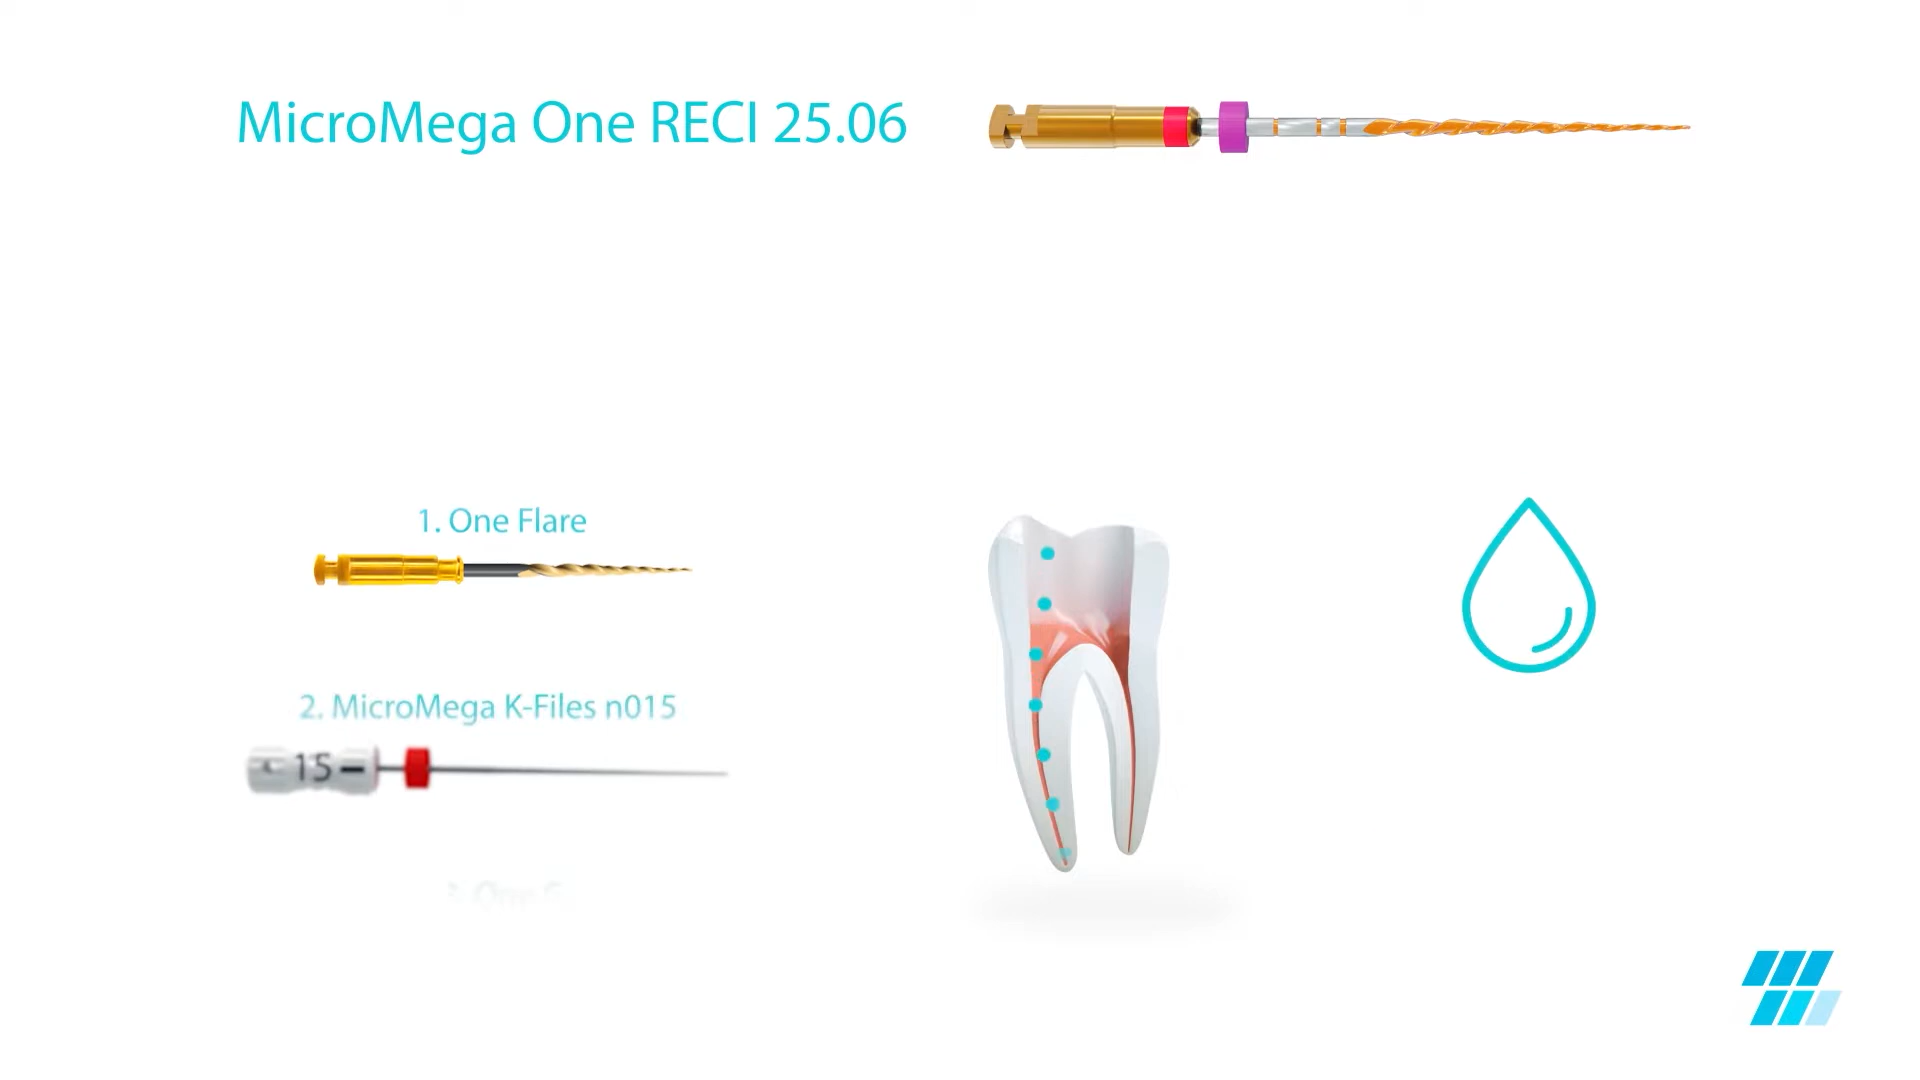 MicroMega One RECI 25.06
1. One Flare
2. MicroMega K-Files n015
15